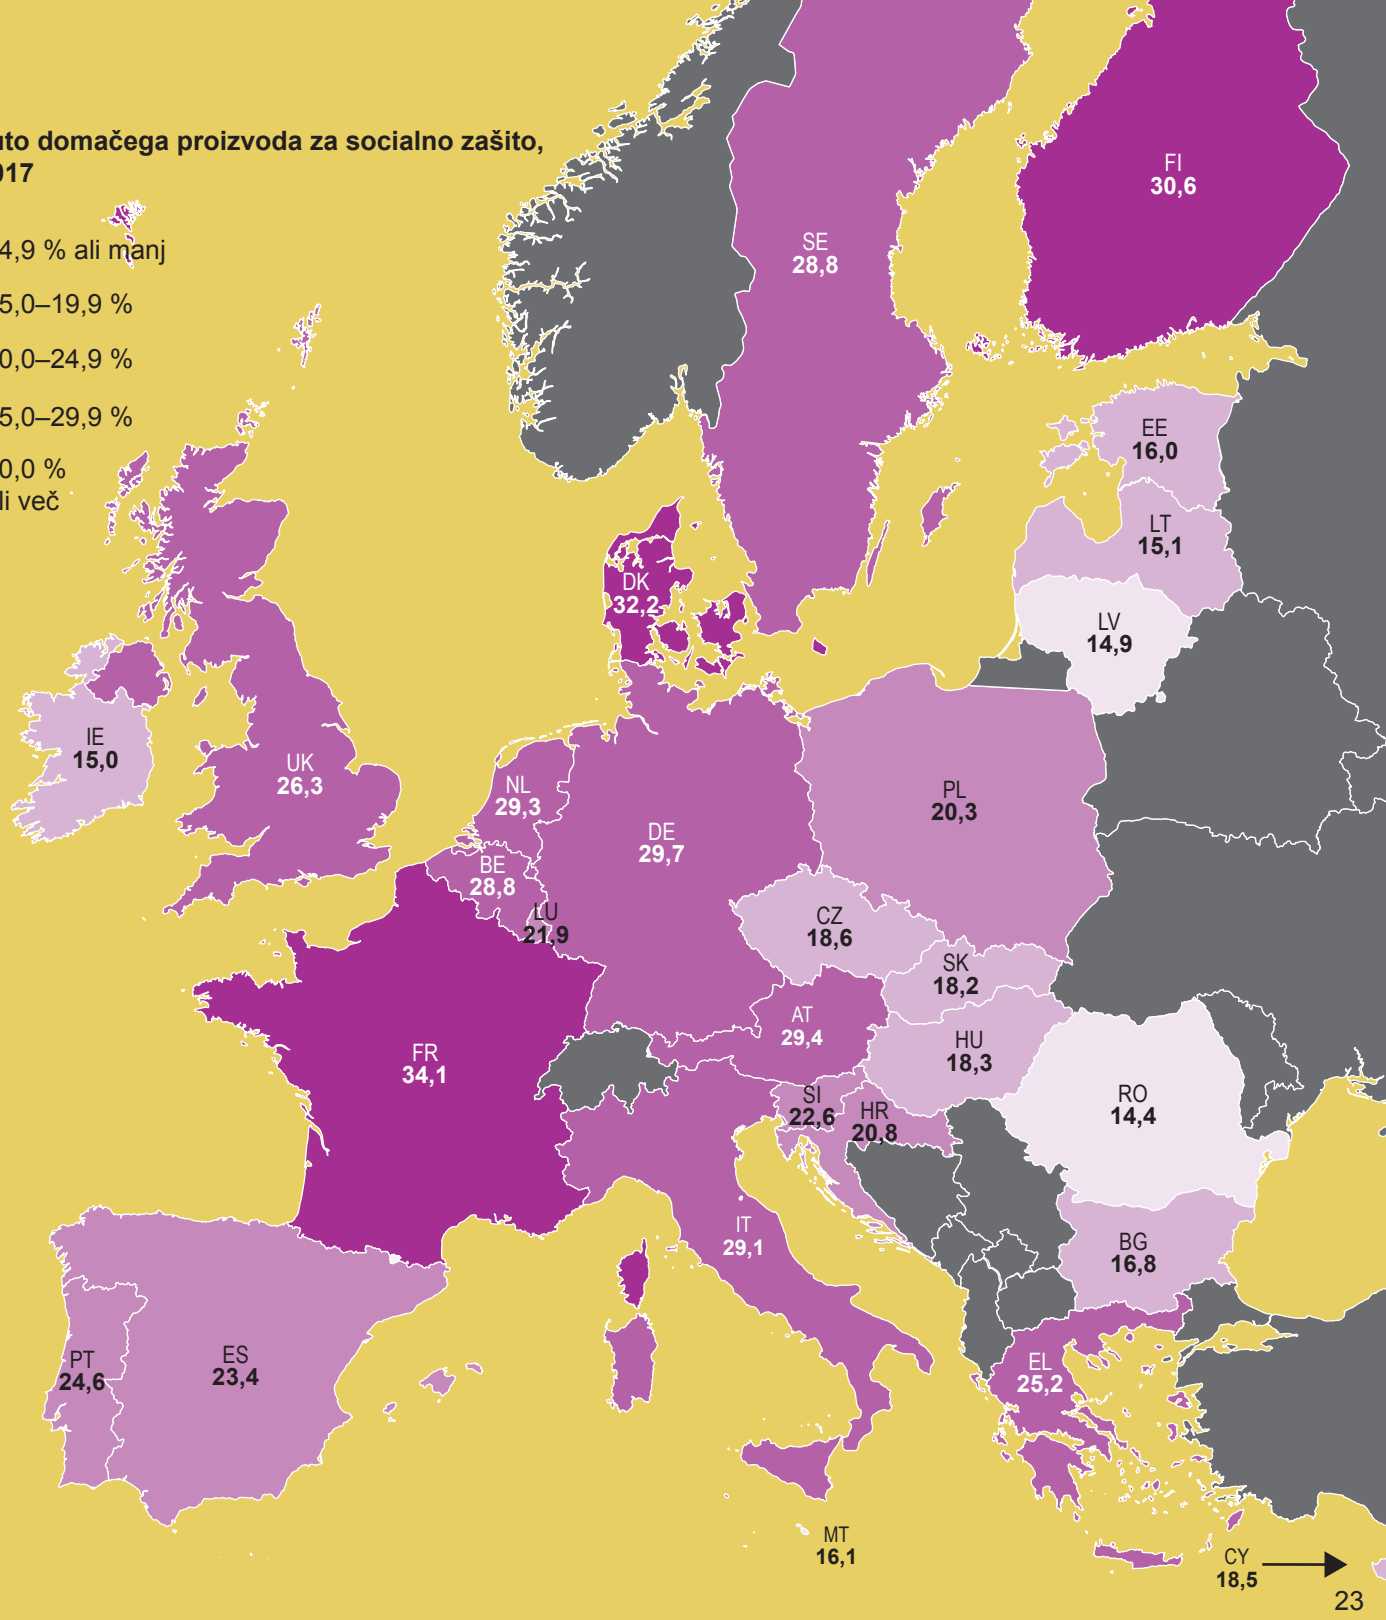 uto domačega proizvoda za socialno zašito,
017
4,9 % ali manj
5,0–19,9 %
0,0–24,9 %
5,0–29,9 %
0,0 %
li več
FI
30,6
SE
28,8
EE
16,0
LT
15,1
DK
32,2
LV
14,9
IE
15,0
UK
26,3
NL
29,3
PL
20,3
DE
29,7
BE
28,8
LU
21,9
CZ
18,6
SK
18,2
AT
29,4
HU
18,3
FR
34,1
SI
22,6
HR
20,8
RO
14,4
IT
29,1
BG
16,8
PT
24,6
ES
23,4
EL
25,2
MT
16,1
CY
18,5
23